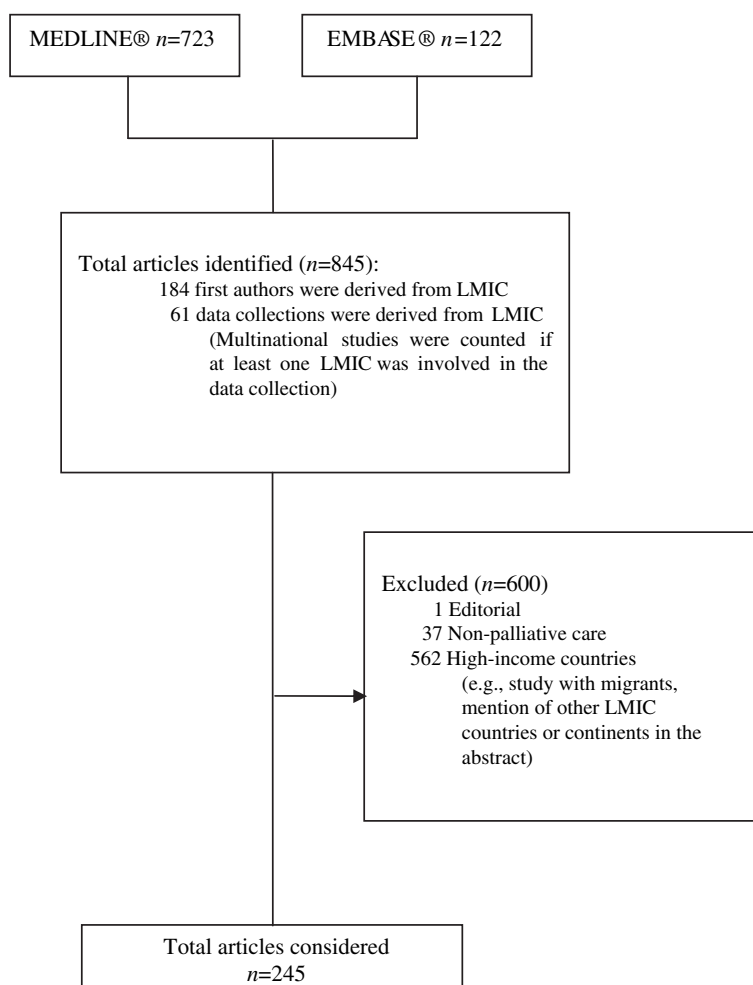 MEDLINE® n=723
EMBASE® n=122
Total articles identified (n=845):
184 first authors were derived from LMIC
61 data collections were derived from LMIC
(Multinational studies were counted if
at least one LMIC was involved in the
data collection)
Excluded (n=600)
1 Editorial
37 Non-palliative care
562 High-income countries
(e.g., study with migrants,
mention of other LMIC
countries or continents in the
abstract)
Total articles considered
n=245